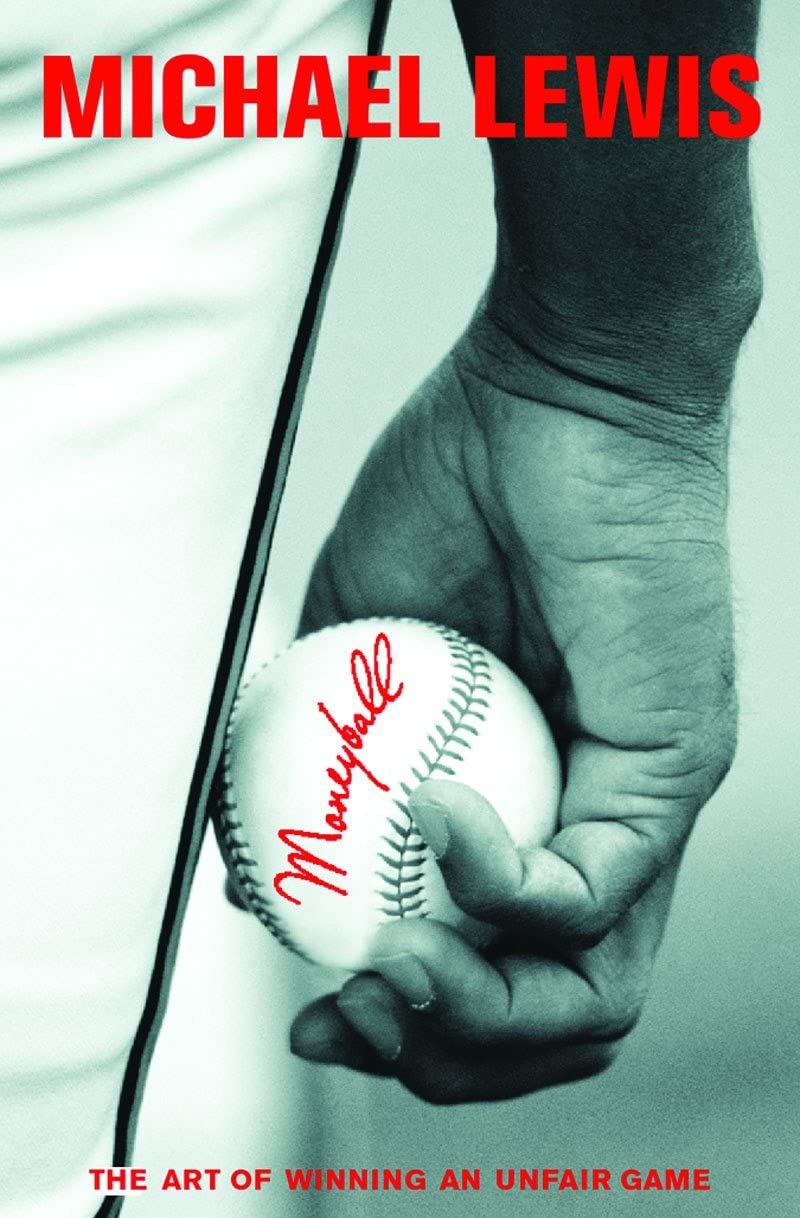 MICHAEL LEWIS
Moneyball
THE ART OF WINNING AN UNFAIR GAME